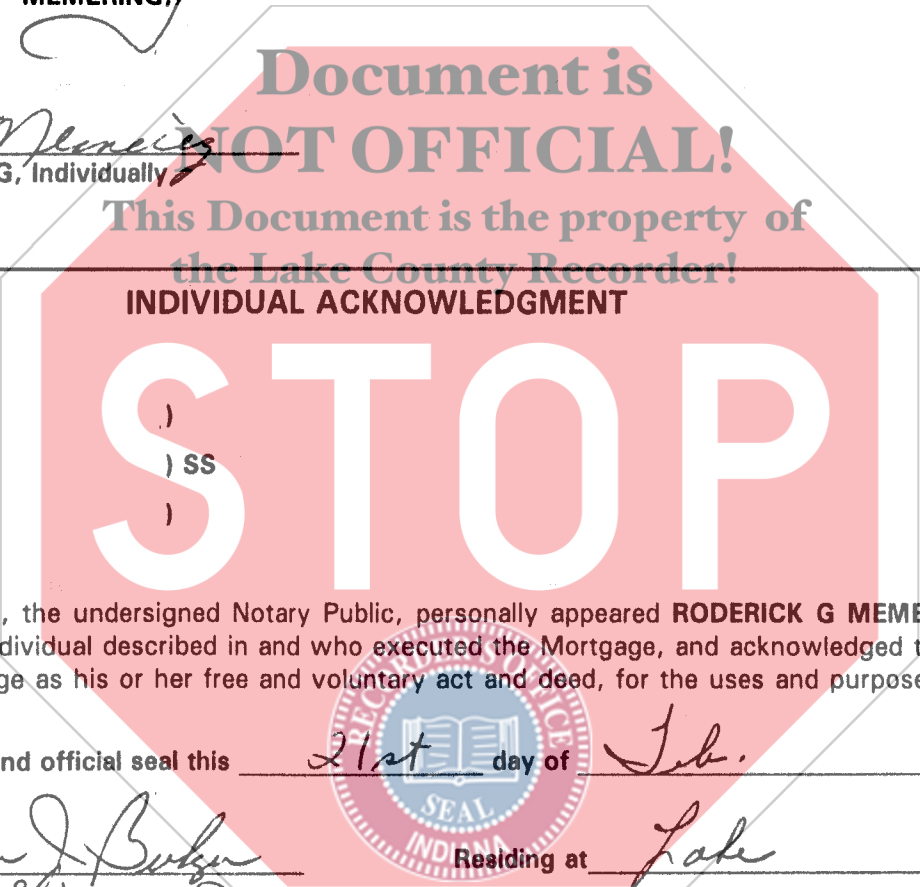 MEMERING,
Document is
NOT OFFICIAL!
G, Individually
This Document is the property of
the Lake County Recorder!
INDIVIDUAL ACKNOWLEDGMENT
STOP
)
) SS
)
, the undersigned Notary Public, personally appeared RODERICK G MEME
dividual described in and who executed the Mortgage, and acknowledged t
ge as his or her free and voluntary act and deed, for the uses and purpose
RECORDER'S OFFICE
nd official seal this 21st day of Feb.
SEAL
INDIANA
Residing at Lake